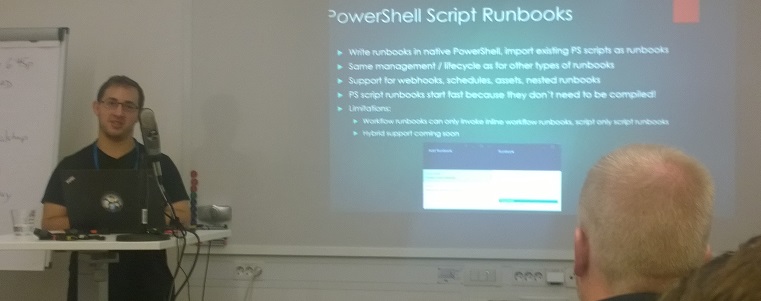 PowerShell Script Runbooks
Write runbooks in native PowerShell, import existing PS scripts as runbooks
Same management / lifecycle as for other types of runbooks
Support for webhooks, schedules, assets, nested runbooks
PS script runbooks start fast because they don't need to be compiled!
Limitations:
Workflow runbooks can only invoke inline workflow runbooks, script only script runbooks
Hybrid support coming soon